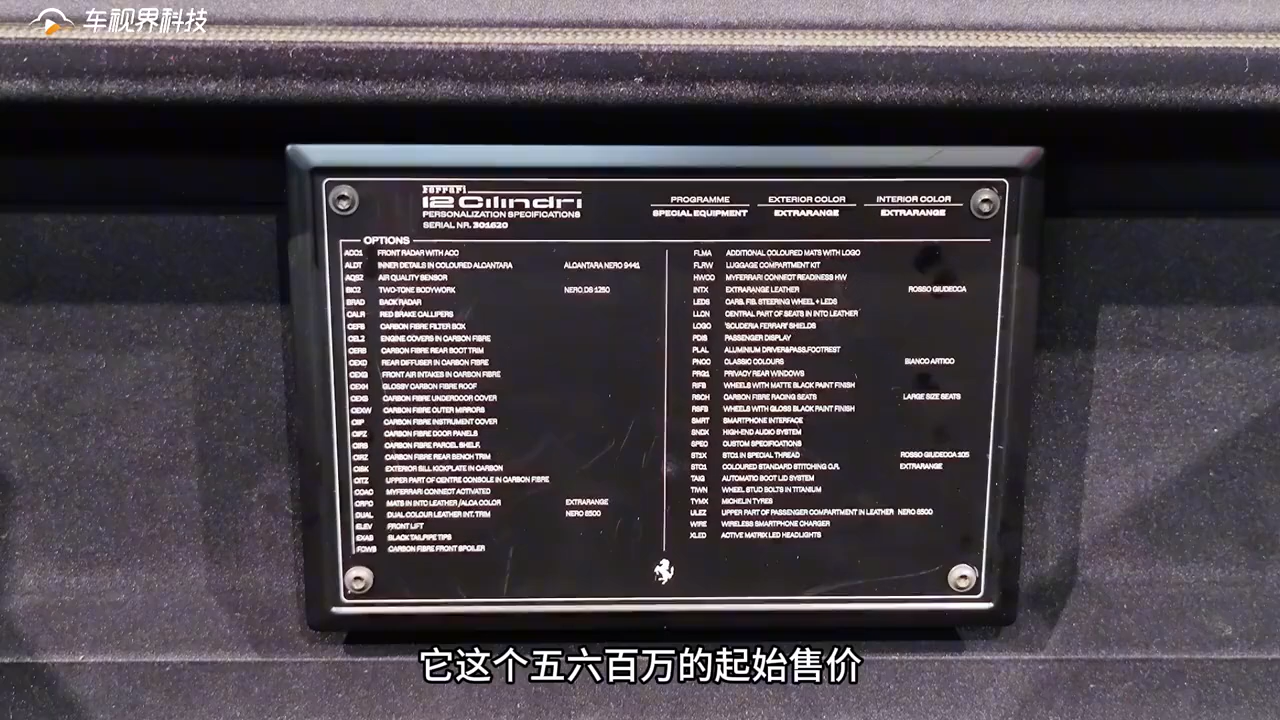 车视界科技
Ferrari
12Cilindri
PERSONALIZATION SPECIFICATIONS
SERIAL NR. 301620
PROGRAMME
SPECIAL EQUIPMENT
EXTERIOR COLOR
EXTRARANGE
INTERIOR COLOR
EXTRARANGE
OPTIONS
ACC1 FRONT RADAR WITH ACC
ALDT INNER DETAILS IN COLOURED ALCANTARA ALCANTARA NERO 9441
AQS2 AIR QUALITY SENSOR
BICZ TWO-TONE BODYWORK NERO DS 1250
BRAD BACK RADAR
CALR RED BRAKE CALLIPERS
CEFB CARBON FIBRE FILTER BOX
CEL2 ENGINE COVERS IN CARBON FIBRE
CERB CARBON FIBRE REAR BOOT TRIM
CEXD REAR DIFFUSER IN CARBON FIBRE
CEXG FRONT AIR INTAKES IN CARBON FIBRE
CEXH GLOSSY CARBON FIBRE ROOF
CEXS CARBON FIBRE UNDERDOOR COVER
CEXW CARBON FIBRE OUTER MIRRORS
CIIP CARBON FIBRE INSTRUMENT COVER
CIPZ CARBON FIBRE DOOR PANELS
CIRS CARBON FIBRE PARCEL SHELF.
CIRZ CARBON FIBRE REAR BENCH TRIM
CISK EXTERIOR SILL KICKPLATE IN CARBON
CITZ UPPER PART OF CENTRE CONSOLE IN CARBON FIBRE
COAC MYFERRARI CONNECT ACTIVATED
CRPO MATS IN INTO LEATHER /ALCA COLOR EXTRARANGE
DUAL DUAL COLOUR LEATHER INT. TRIM NERO 8500
ELEV FRONT LIFT
EXAB BLACK TAILPIPE TIPS
FCWB CARBON FIBRE FRONT SPOILER
FLMA ADDITIONAL COLOURED MATS WITH LOGO
FLRW LUGGAGE COMPARTMENT KIT
HWOO MYFERRARI CONNECT READINESS HW
INTX EXTRARANGE LEATHER ROSSO GIUDECCA
LEDS CARB. FIB. STEERING WHEEL + LEDS
LLCN CENTRAL PART OF SEATS IN INTO LEATHER
LOGO 'SCUDERIA FERRARI' SHIELDS
PDIS PASSENGER DISPLAY
PLAL ALUMINIUM DRIVER&PASS.FOOTREST
PNOO CLASSIC COLOURS BIANCO ARTICO
PRG1 PRIVACY REAR WINDOWS
RIFB WHEELS WITH MATTE BLACK PAINT FINISH
RSCH CARBON FIBRE RACING SEATS LARGE SIZE SEATS
RSFB WHEELS WITH GLOSS BLACK PAINT FINISH
SMRT SMARTPHONE INTERFACE
SNDX HIGH-END AUDIO SYSTEM
SPEC CUSTOM SPECIFICATIONS
ST1X STC1 IN SPECIAL THREAD ROSSO GIUDECCA 105
STC1 COLOURED STANDARD STITCHING O.R. EXTRARANGE
TAIG AUTOMATIC BOOT LID SYSTEM
TIWN WHEEL STUD BOLTS IN TITANIUM
TYMX MICHELIN TYRES
ULEZ UPPER PART OF PASSENGER COMPARTMENT IN LEATHER NERO 8500
WIRE WIRELESS SMARTPHONE CHARGER
XLED ACTIVE MATRIX LED HEADLIGHTS
它这个五六百万的起始售价